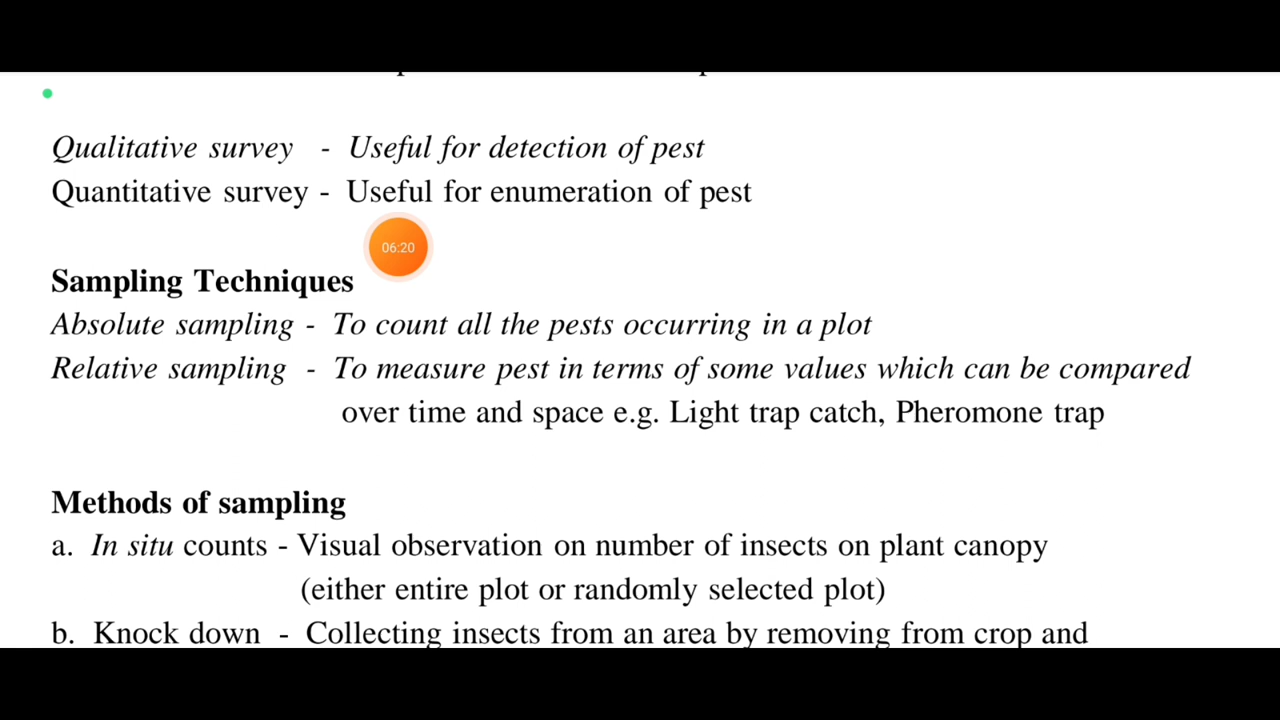 Qualitative survey - Useful for detection of pest
Quantitative survey - Useful for enumeration of pest
06:20
Sampling Techniques
Absolute sampling - To count all the pests occurring in a plot
Relative sampling - To measure pest in terms of some values which can be compared
over time and space e.g. Light trap catch, Pheromone trap
Methods of sampling
a. In situ counts - Visual observation on number of insects on plant canopy
(either entire plot or randomly selected plot)
b. Knock down - Collecting insects from an area by removing from crop and